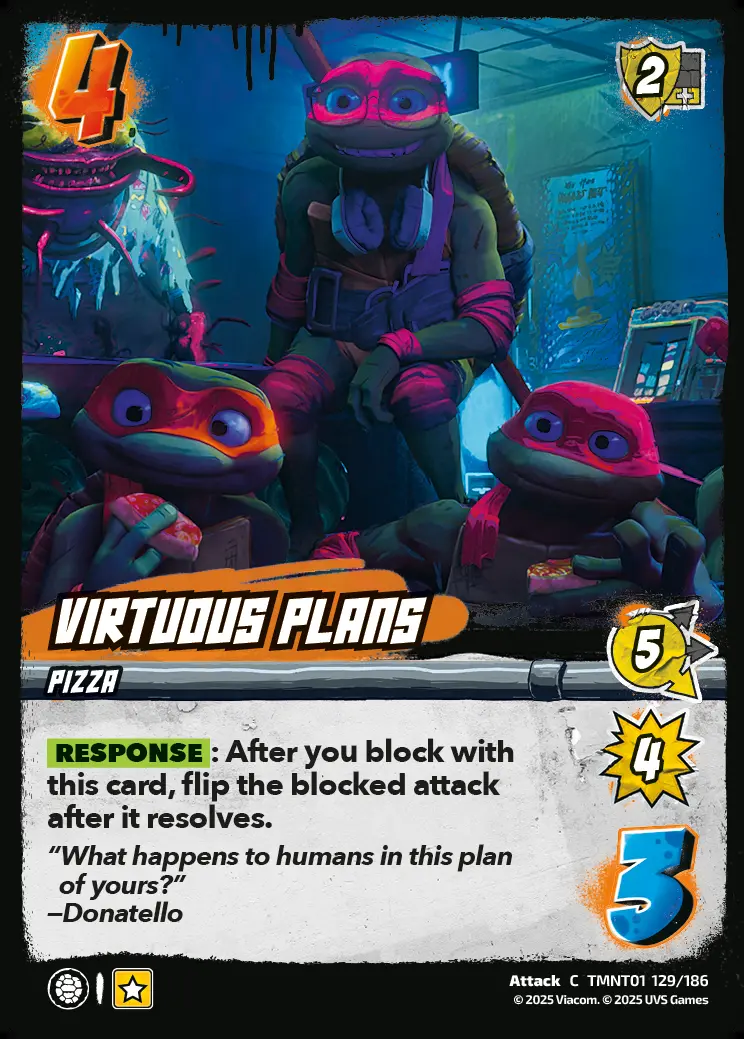 4
2
VIRTUOUS PLANS
5
PIZZA
RESPONSE: After you block with
this card, flip the blocked attack
after it resolves.
4
“What happens to humans in this plan
of yours?”
–Donatello
3
Attack C TMNT01 129/186
© 2025 Viacom. © 2025 UVS Games